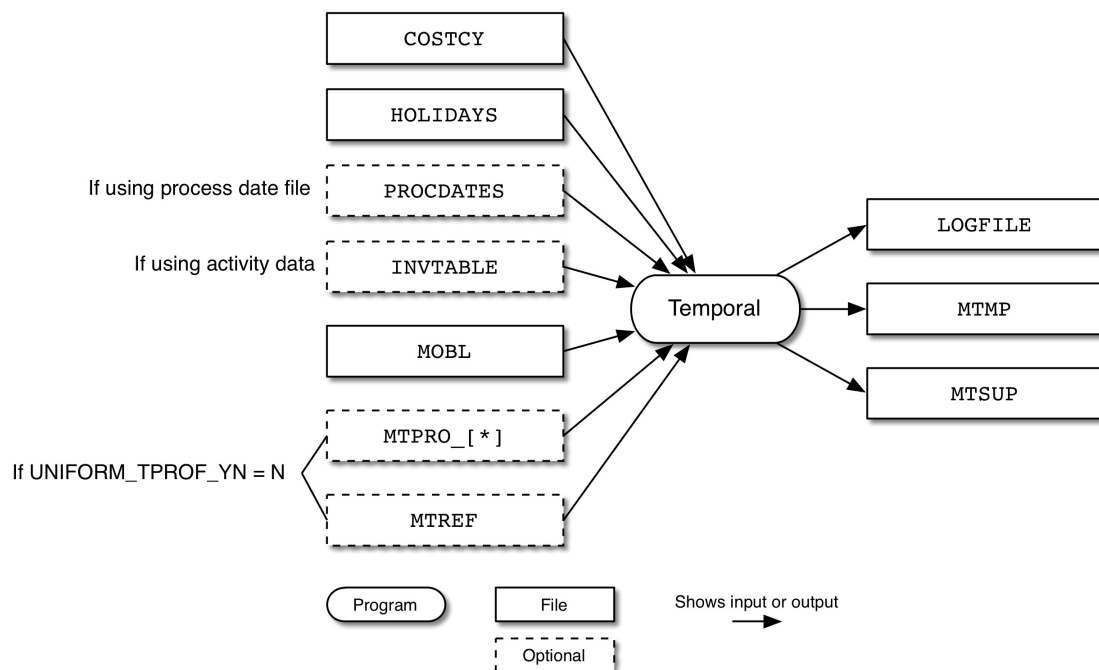 COSTCY
HOLIDAYS
If using process date file
PROCDATES
If using activity data
INVTABLE
MOBL
MTPRO_[*]
If UNIFORM_TPROF_YN = N
MTREF
Temporal
LOGFILE
MTMP
MTSUP
Program
File
Shows input or output
Optional